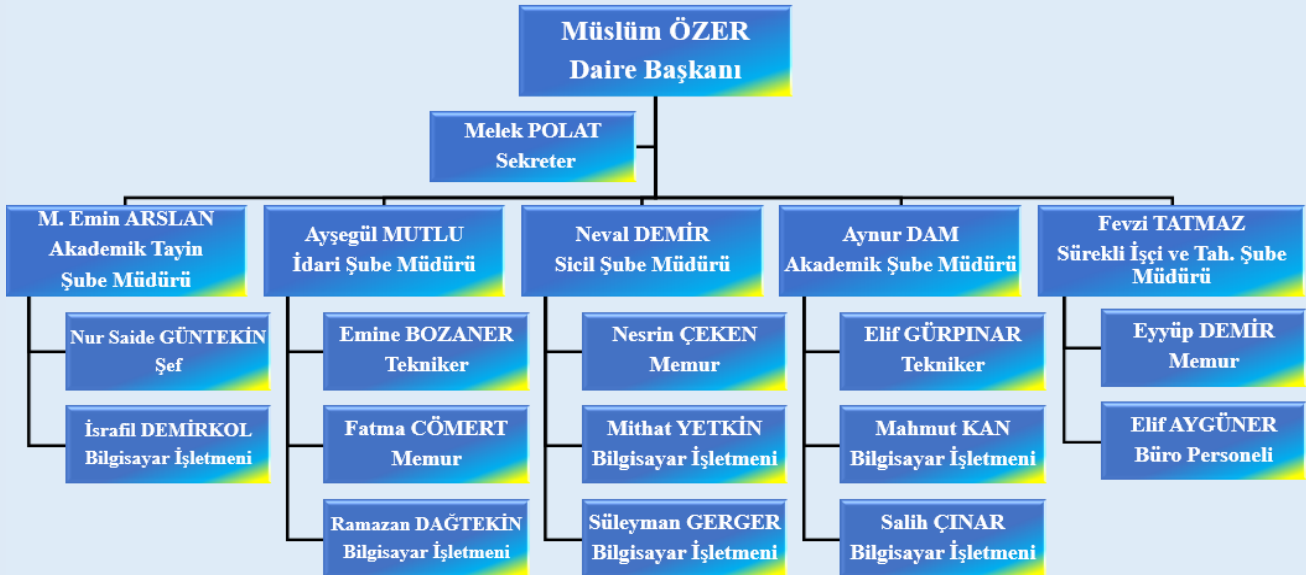 Müslüm ÖZER
Daire Başkanı
Melek POLAT
Sekreter
M. Emin ARSLAN
Akademik Tayin
Şube Müdürü
Nur Saide GÜNTEKİN
Şef
İsrafil DEMİRKOL
Bilgisayar İşletmeni
Ayşegül MUTLU
İdari Şube Müdürü
Emine BOZANER
Tekniker
Fatma CÖMERT
Memur
Ramazan DAĞTEKİN
Bilgisayar İşletmeni
Neval DEMİR
Sicil Şube Müdürü
Nesrin ÇEKEN
Memur
Mithat YETKİN
Bilgisayar İşletmeni
Süleyman GERGER
Bilgisayar İşletmeni
Aynur DAM
Akademik Şube Müdürü
Elif GÜRPINAR
Tekniker
Mahmut KAN
Bilgisayar İşletmeni
Salih ÇINAR
Bilgisayar İşletmeni
Fevzi TATMAZ
Sürekli İşçi ve Tah. Şube
Müdürü
Eyyüp DEMİR
Memur
Elif AYGÜNER
Büro Personeli